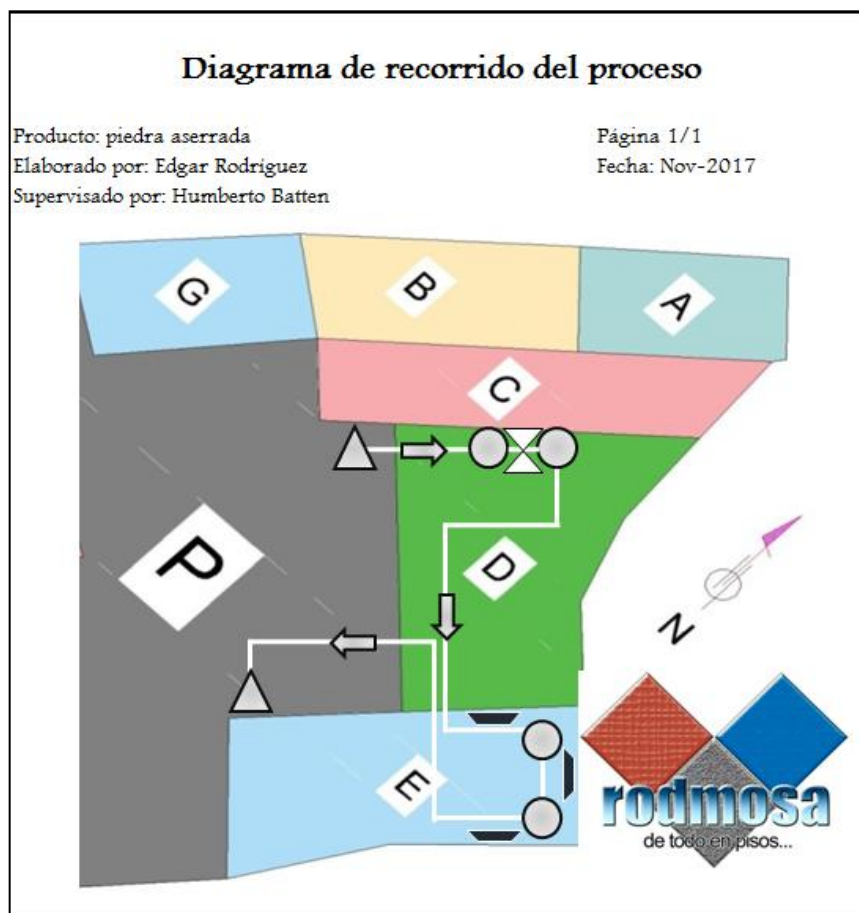 Diagrama de recorrido del proceso
Producto: piedra aserrada
Página 1/1
Elaborado por: Edgar Rodríguez
Fecha: Nov-2017
Supervisado por: Humberto Batten
G
B
A
C
P
D
N
E
rodmosa
de todo en pisos...